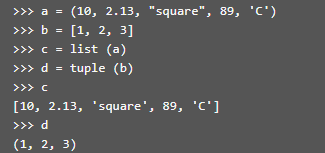 >>> a = (10, 2.13, "square", 89, 'C')
>>> b = [1, 2, 3]
>>> c = list (a)
>>> d = tuple (b)
>>> c
[10, 2.13, 'square', 89, 'C']
>>> d
(1, 2, 3)